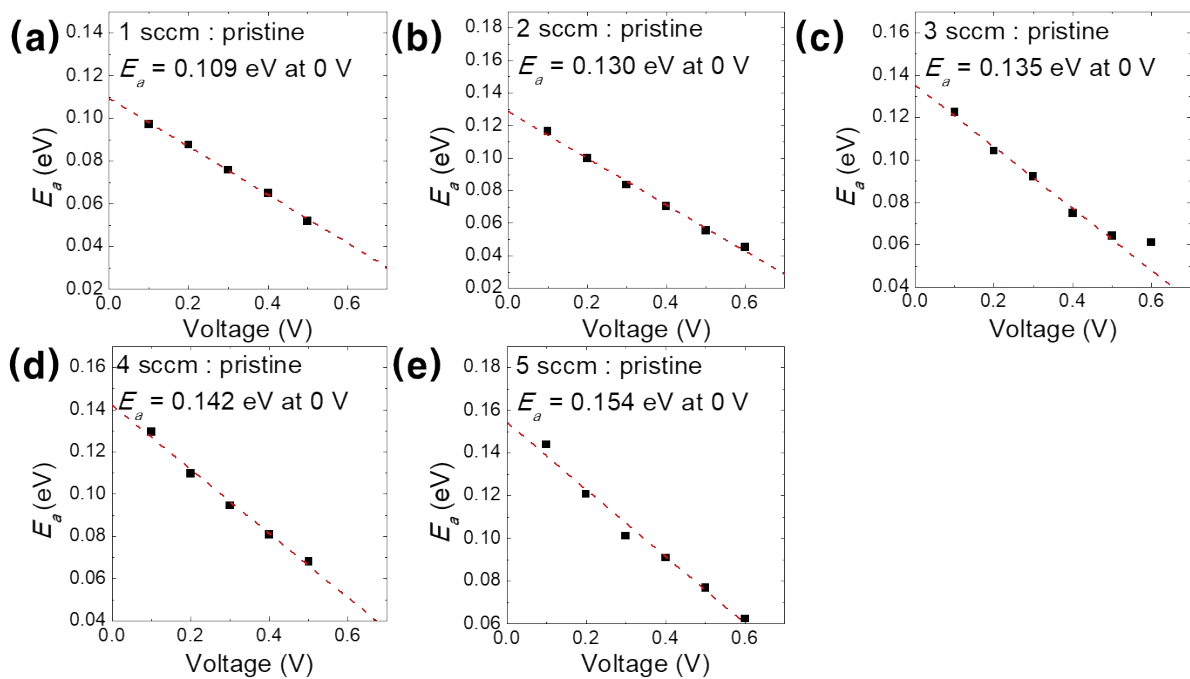 (a)
1 sccm : pristine
Eₐ = 0.109 eV at 0 V
0.14
0.12
0.10
0.08
0.06
0.04
0.02
Eₐ (eV)
0.0 0.2 0.4 0.6
Voltage (V)
(b)
2 sccm : pristine
Eₐ = 0.130 eV at 0 V
0.18
0.16
0.14
0.12
0.10
0.08
0.06
0.04
0.02
Eₐ (eV)
0.0 0.2 0.4 0.6
Voltage (V)
(c)
3 sccm : pristine
Eₐ = 0.135 eV at 0 V
0.16
0.14
0.12
0.10
0.08
0.06
0.04
Eₐ (eV)
0.0 0.2 0.4 0.6
Voltage (V)
(d)
4 sccm : pristine
Eₐ = 0.142 eV at 0 V
0.16
0.14
0.12
0.10
0.08
0.06
0.04
Eₐ (eV)
0.0 0.2 0.4 0.6
Voltage (V)
(e)
5 sccm : pristine
Eₐ = 0.154 eV at 0 V
0.18
0.16
0.14
0.12
0.10
0.08
0.06
Eₐ (eV)
0.0 0.2 0.4 0.6
Voltage (V)